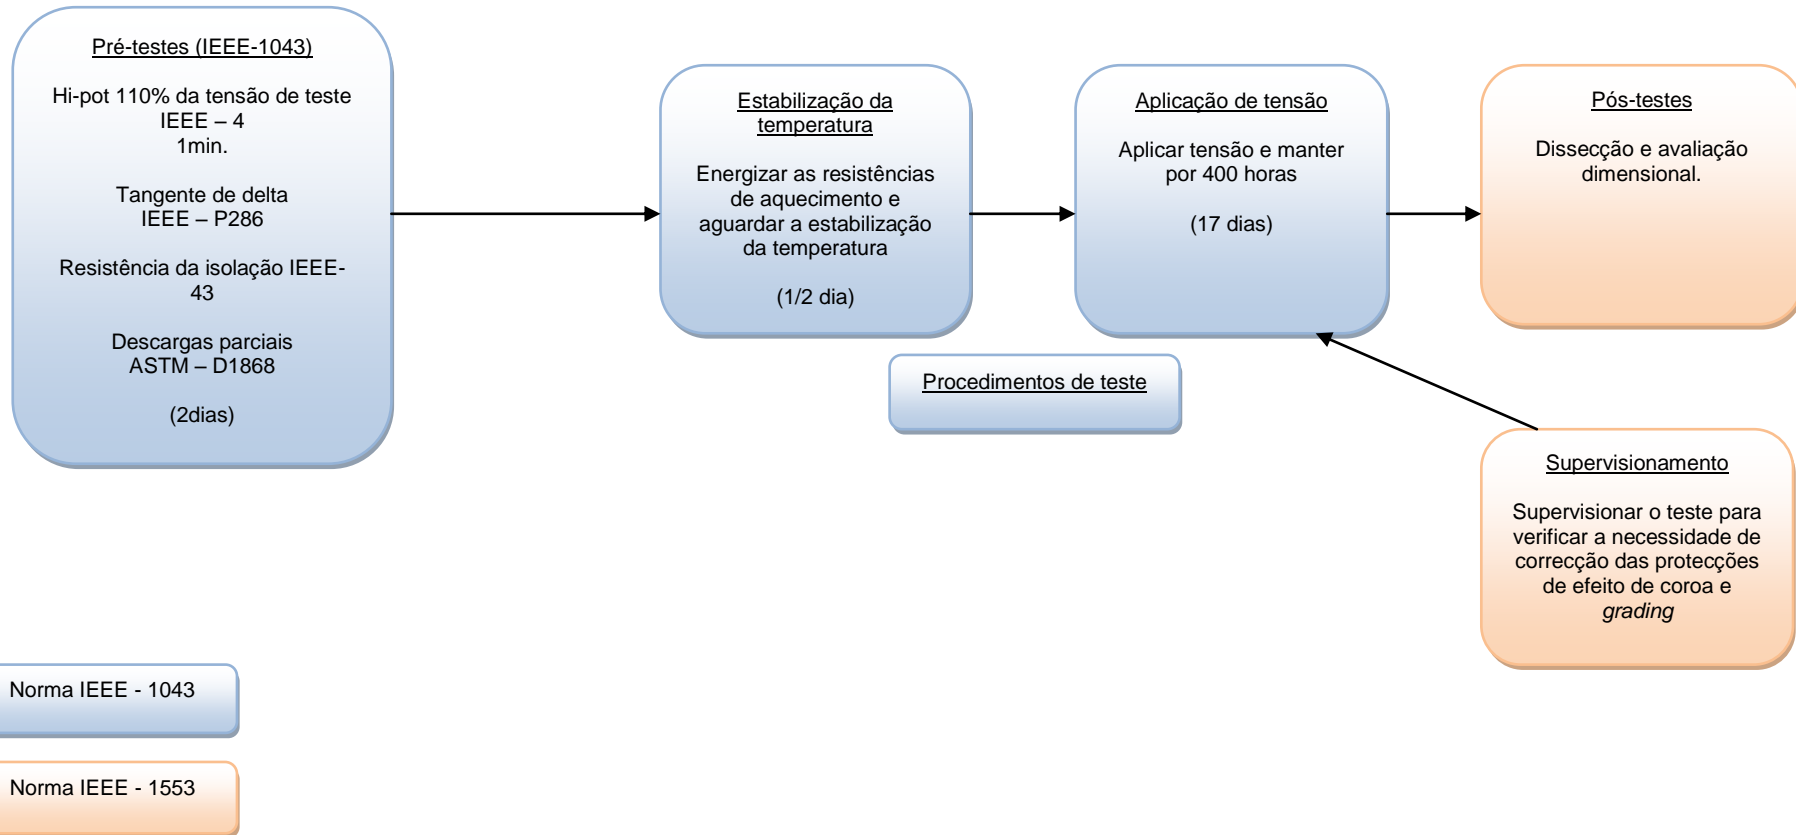 Pré-testes (IEEE-1043)
Hi-pot 110% da tensão de teste
IEEE – 4
1min.
Tangente de delta
IEEE – P286
Resistência da isolação IEEE-
43
Descargas parciais
ASTM – D1868
(2dias)
Estabilização da
temperatura
Energizar as resistências
de aquecimento e
aguardar a estabilização
da temperatura
(1/2 dia)
Aplicação de tensão
Aplicar tensão e manter
por 400 horas
(17 dias)
Pós-testes
Dissecção e avaliação
dimensional.
Procedimentos de teste
Supervisionamento
Supervisionar o teste para
verificar a necessidade de
correcção das protecções
de efeito de coroa e
grading
Norma IEEE - 1043
Norma IEEE - 1553